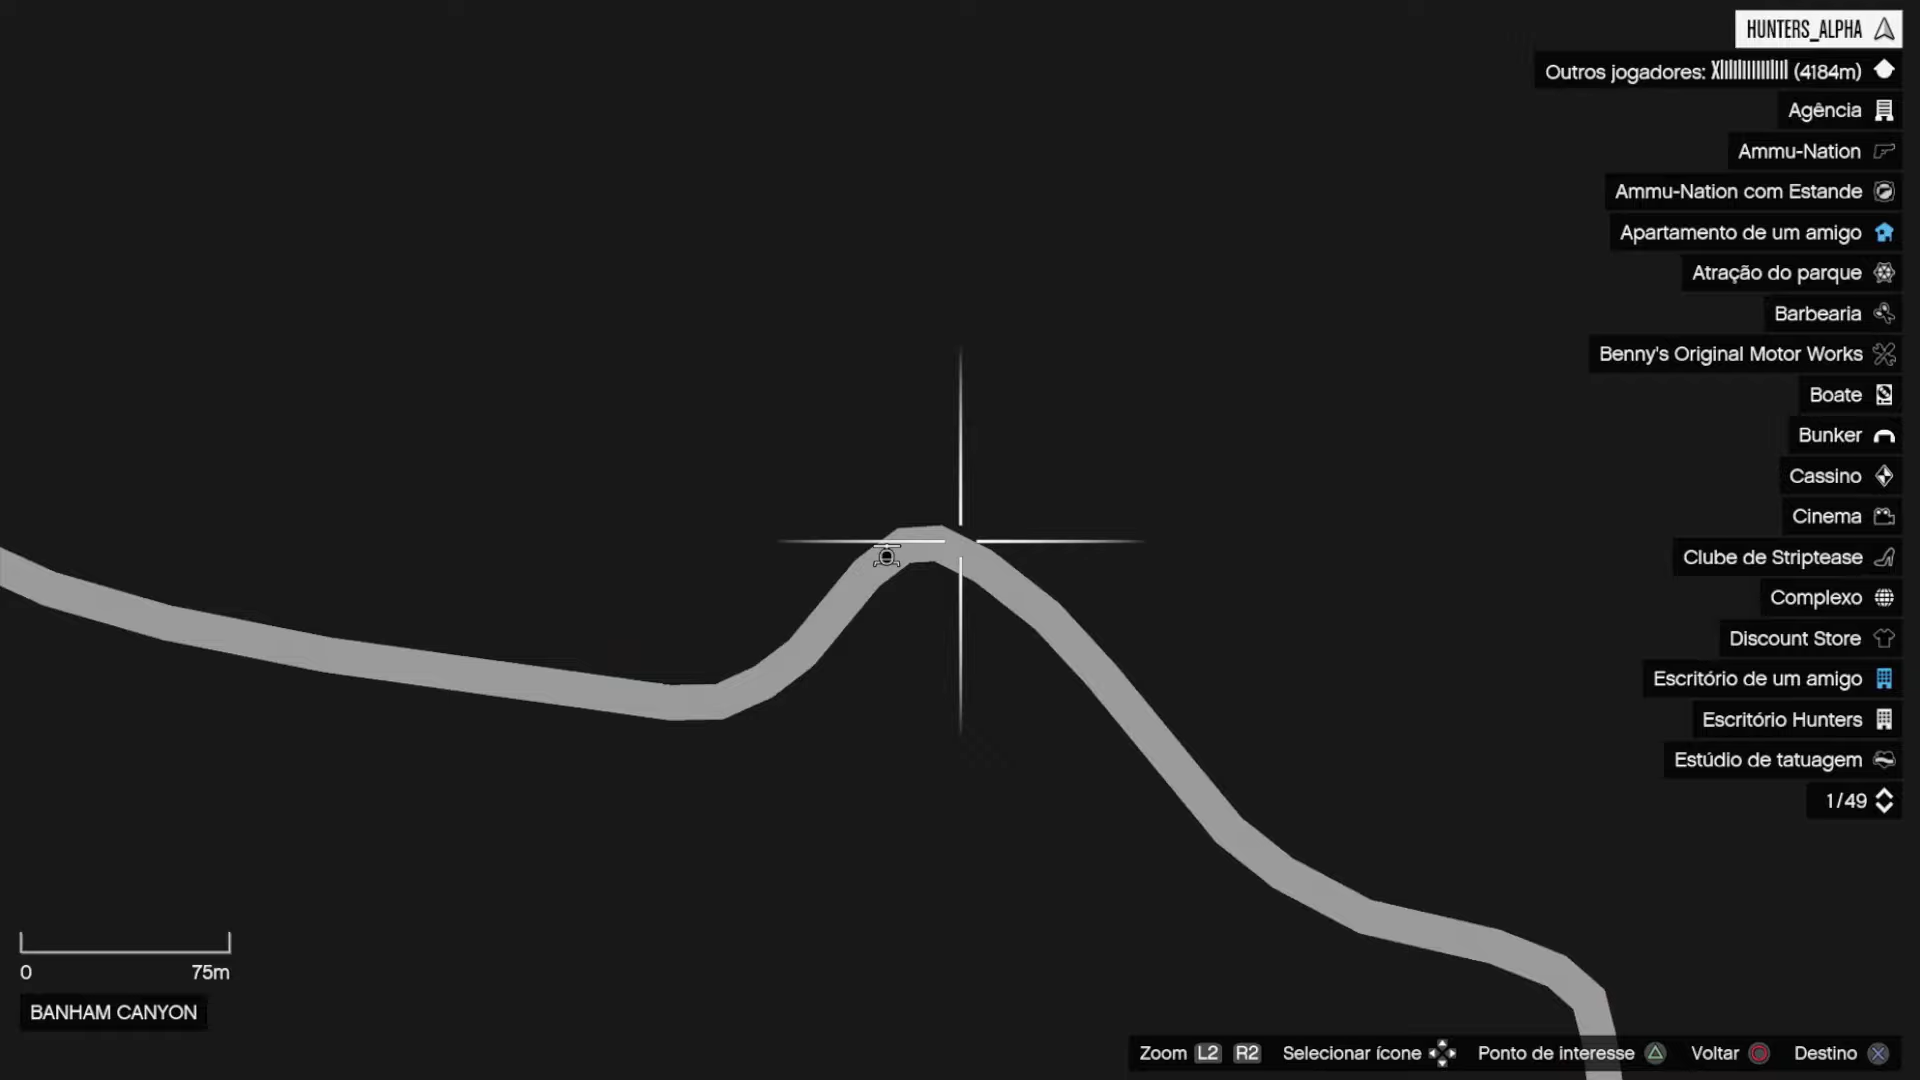 HUNTERS_ALPHA
Outros jogadores: XIIIIIIIIIIIIII (4184m)
Agência
Ammu-Nation
Ammu-Nation com Estande
Apartamento de um amigo
Atração do parque
Barbearia
Benny's Original Motor Works
Boate
Bunker
Cassino
Cinema
Clube de Striptease
Complexo
Discount Store
Escritório de um amigo
Escritório Hunters
Estúdio de tatuagem
1/49
0 75m
BANHAM CANYON
Zoom L2 R2 Selecionar ícone Ponto de interesse Voltar Destino